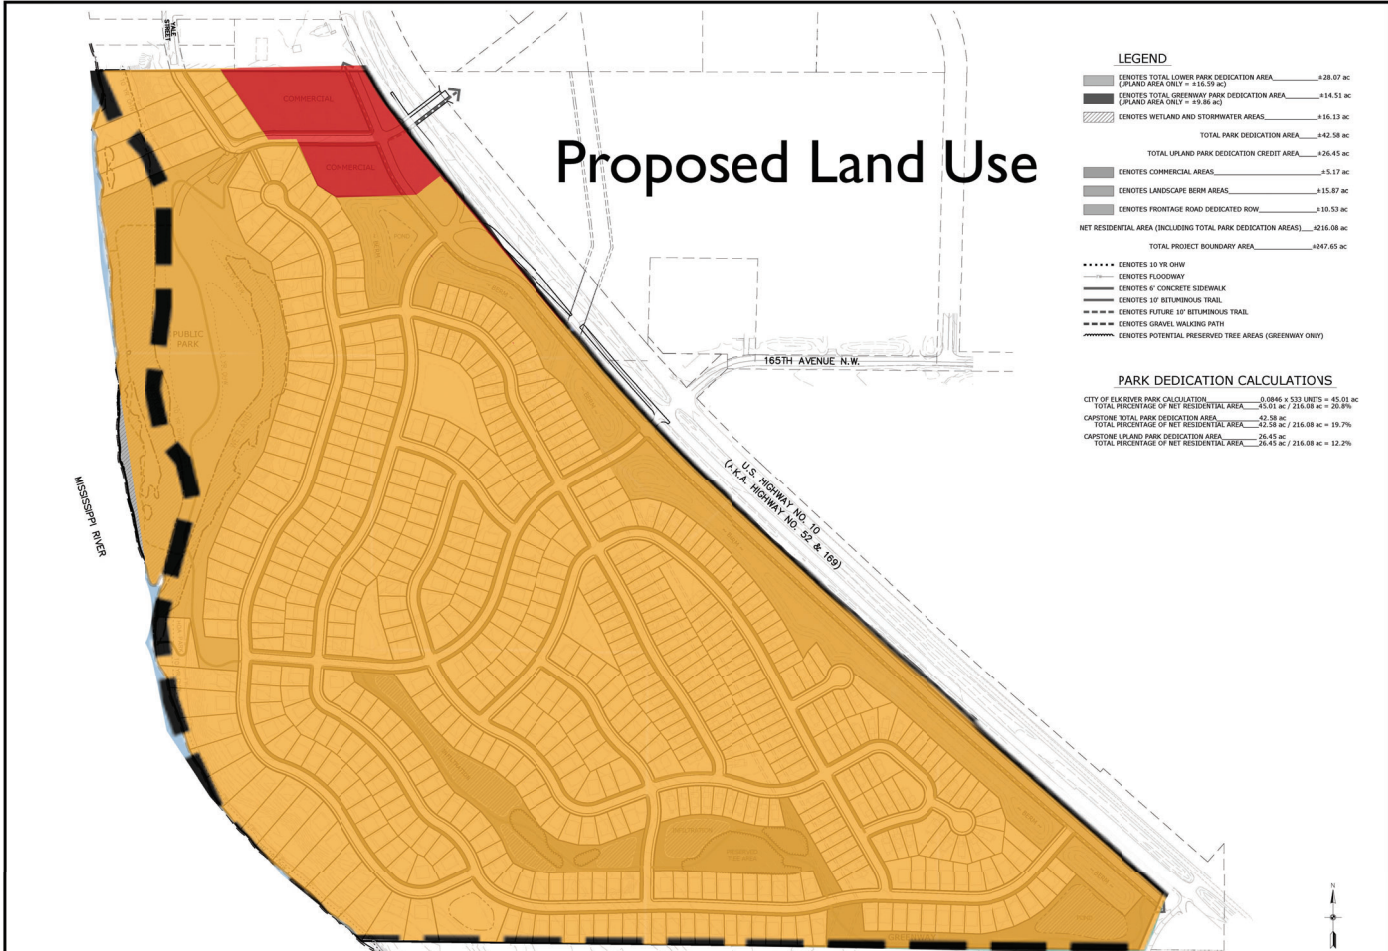 YALE
STREET
COMMERCIAL
COMMERCIAL
Proposed Land Use
POND
PUBLIC
PARK
165TH AVENUE N.W.
U.S. HIGHWAY NO. 10
(A.K.A. HIGHWAY NO. 52 & 169)
MISSISSIPPI RIVER
GREENWAY
POND
N
LEGEND
DENOTES TOTAL LOWER PARK DEDICATION AREA ±28.07 ac
(UPLAND AREA ONLY = ±16.59 ac)
DENOTES TOTAL GREENWAY PARK DEDICATION AREA ±14.51 ac
(UPLAND AREA ONLY = ±9.86 ac)
DENOTES WETLAND AND STORMWATER AREAS ±16.13 ac
TOTAL PARK DEDICATION AREA ±42.58 ac
TOTAL UPLAND PARK DEDICATION CREDIT AREA ±26.45 ac
DENOTES COMMERCIAL AREAS ±5.17 ac
DENOTES LANDSCAPE BERM AREAS ±15.87 ac
DENOTES FRONTAGE ROAD DEDICATED ROW ±10.53 ac
NET RESIDENTIAL AREA (INCLUDING TOTAL PARK DEDICATION AREAS) ±216.08 ac
TOTAL PROJECT BOUNDARY AREA ±247.65 ac
DENOTES 10 YR OHW
DENOTES FLOODWAY
DENOTES 6' CONCRETE SIDEWALK
DENOTES 10' BITUMINOUS TRAIL
DENOTES FUTURE 10' BITUMINOUS TRAIL
DENOTES GRAVEL WALKING PATH
DENOTES POTENTIAL PRESERVED TREE AREAS (GREENWAY ONLY)
PARK DEDICATION CALCULATIONS
CITY OF ELK RIVER PARK CALCULATION 0.0846 x 533 UNITS = 45.01 ac
TOTAL PERCENTAGE OF NET RESIDENTIAL AREA 45.01 ac / 216.08 ac = 20.8%
CAPSTONE TOTAL PARK DEDICATION AREA 42.58 ac
TOTAL PERCENTAGE OF NET RESIDENTIAL AREA 42.58 ac / 216.08 ac = 19.7%
CAPSTONE UPLAND PARK DEDICATION AREA 26.45 ac
TOTAL PERCENTAGE OF NET RESIDENTIAL AREA 26.45 ac / 216.08 ac = 12.2%